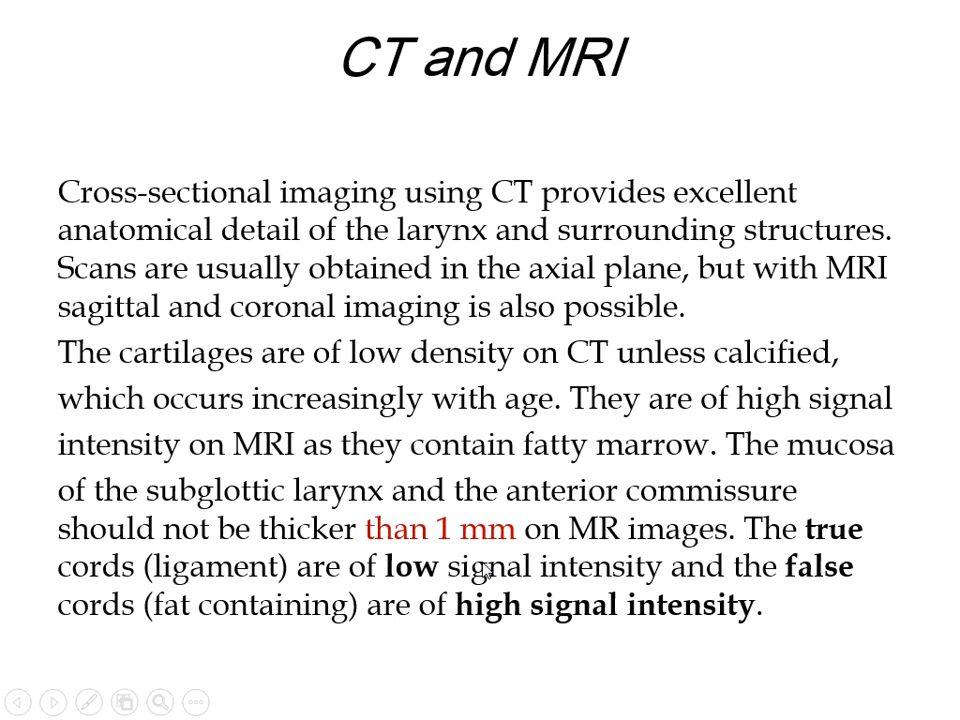 CT and MRI
Cross-sectional imaging using CT provides excellent
anatomical detail of the larynx and surrounding structures.
Scans are usually obtained in the axial plane, but with MRI
sagittal and coronal imaging is also possible.
The cartilages are of low density on CT unless calcified,
which occurs increasingly with age. They are of high signal
intensity on MRI as they contain fatty marrow. The mucosa
of the subglottic larynx and the anterior commissure
should not be thicker than 1 mm on MR images. The true
cords (ligament) are of low signal intensity and the false
cords (fat containing) are of high signal intensity.